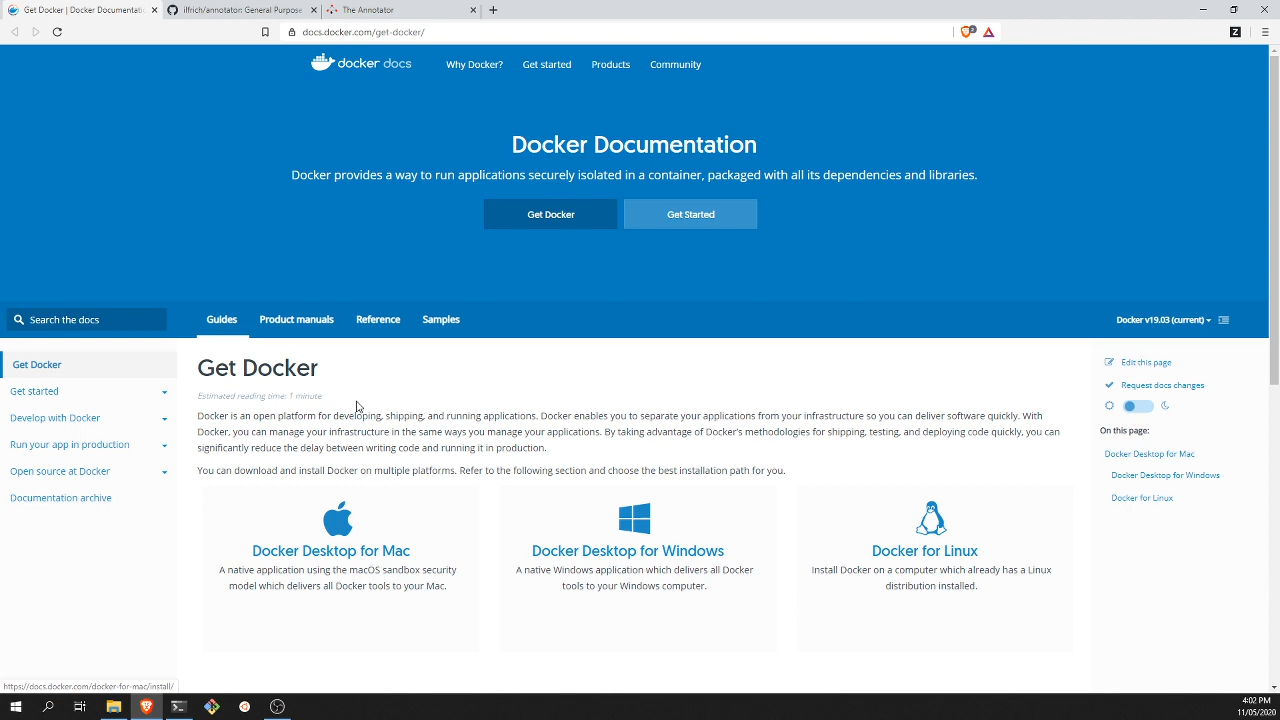 Get Docker | Docker Documentatio
ilfrich/annotator: General Purpose
The Annotator
docs.docker.com/get-docker/
docker docs
Why Docker?
Get started
Products
Community
Docker Documentation
Docker provides a way to run applications securely isolated in a container, packaged with all its dependencies and libraries.
Get Docker
Get Started
Search the docs
Guides
Product manuals
Reference
Samples
Docker v19.03 (current)
Get Docker
Get started
Develop with Docker
Run your app in production
Open source at Docker
Documentation archive
Get Docker
Estimated reading time: 1 minute
Docker is an open platform for developing, shipping, and running applications. Docker enables you to separate your applications from your infrastructure so you can deliver software quickly. With
Docker, you can manage your infrastructure in the same ways you manage your applications. By taking advantage of Docker's methodologies for shipping, testing, and deploying code quickly, you can
significantly reduce the delay between writing code and running it in production.
You can download and install Docker on multiple platforms. Refer to the following section and choose the best installation path for you.
Docker Desktop for Mac
A native application using the macOS sandbox security
model which delivers all Docker tools to your Mac.
Docker Desktop for Windows
A native Windows application which delivers all Docker
tools to your Windows computer.
Docker for Linux
Install Docker on a computer which already has a Linux
distribution installed.
Edit this page
Request docs changes
On this page:
Docker Desktop for Mac
Docker Desktop for Windows
Docker for Linux
https://docs.docker.com/docker-for-mac/install/
4:02 PM
11/05/2020